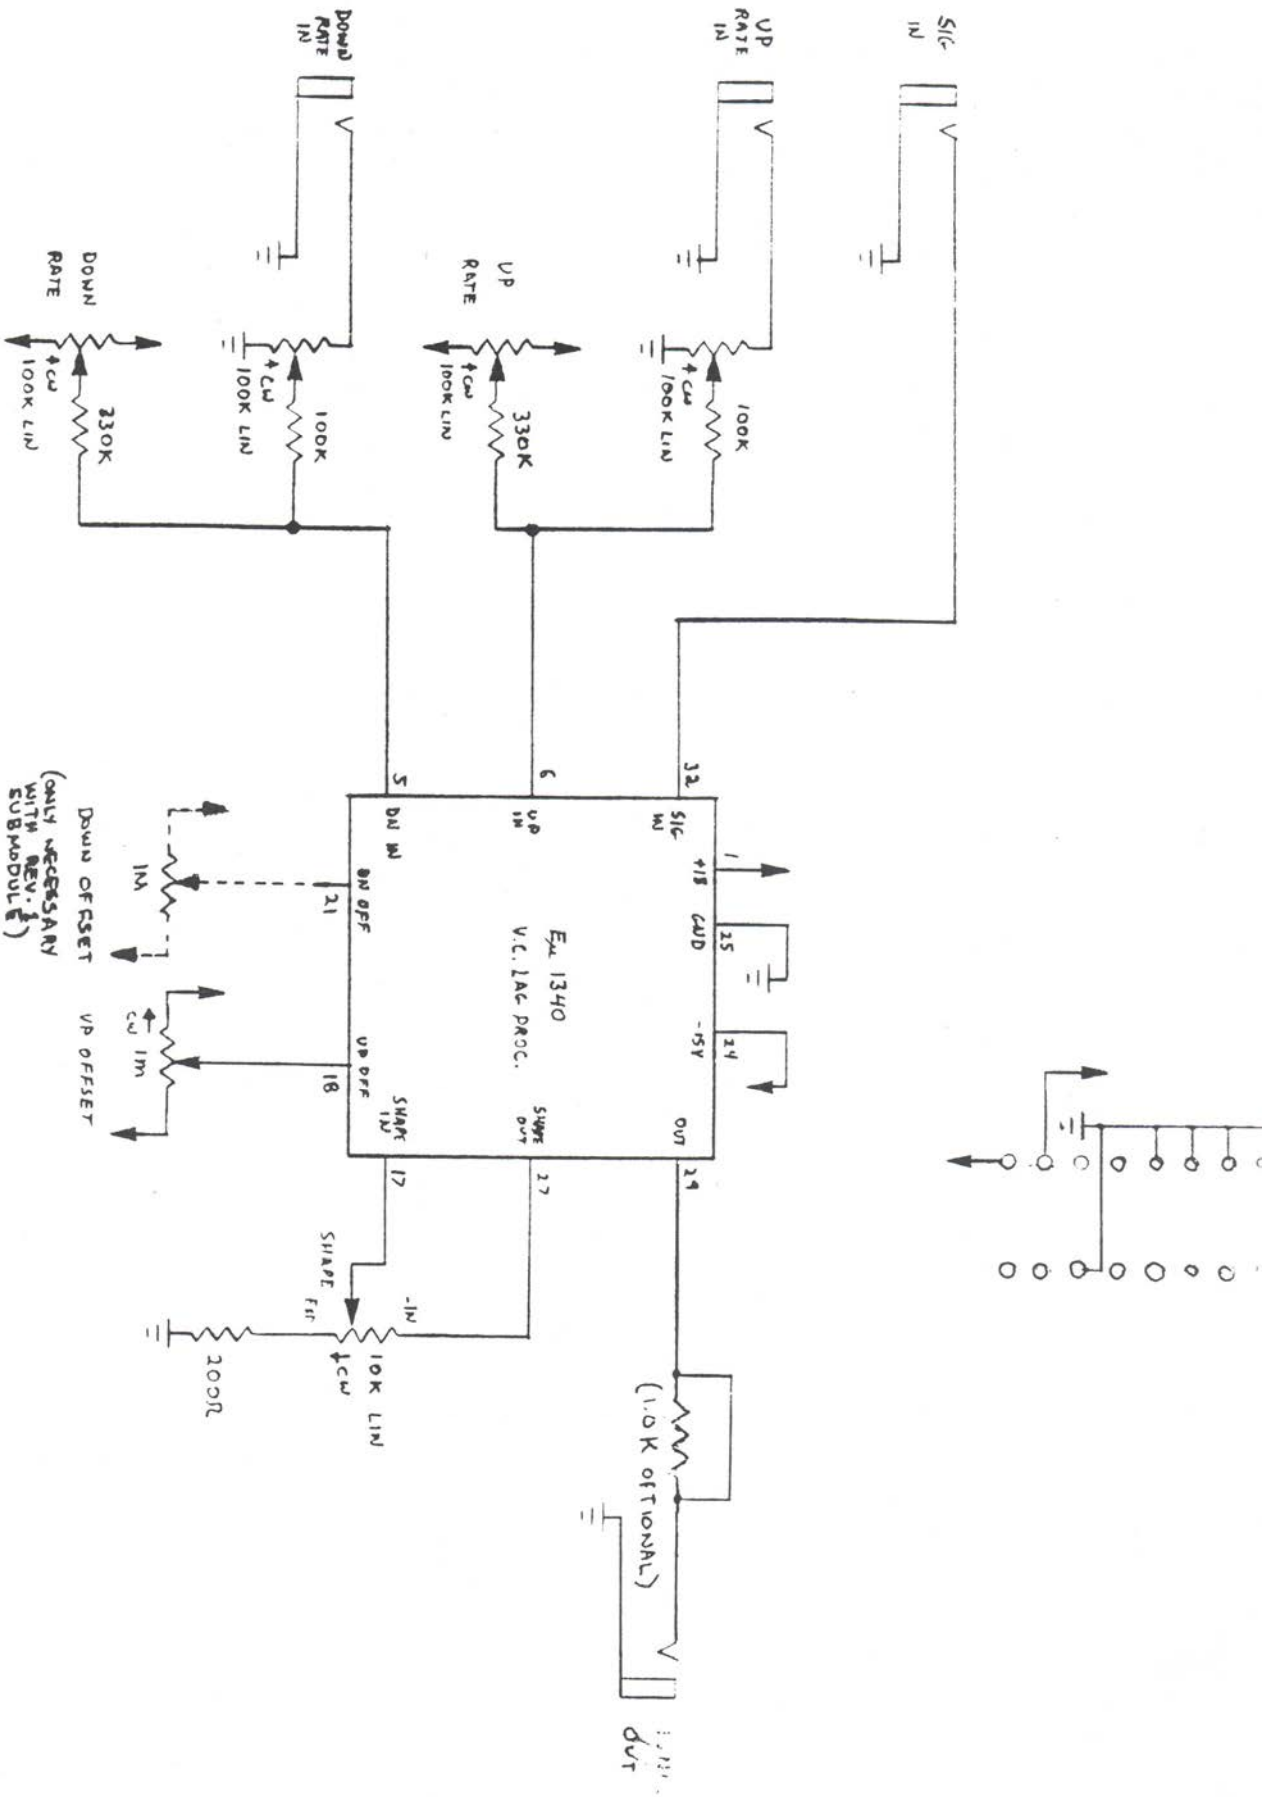 SIG
IN
UP
RATE
IN
DOWN
RATE
IN
100K
CW
100K LIN
UP
RATE
330K
CW
100K LIN
100K
CW
100K LIN
DOWN
RATE
330K
CW
100K LIN
32
6
5
SIG
IN
UP
IN
DN IN
1
+15
GND
25
-15V
24
Eμ 1340
V.C. LAG PROC.
DN OFF
21
UP OFF
18
SHAPE
IN
17
SHAPE
OUT
27
OUT
29
1M
DOWN OFFSET
(ONLY NECESSARY
WITH REV. 1
SUBMODULE)
CW 1M
UP OFFSET
SHAPE
-IN
10K LIN
CW
200Ω
(1.0K OPTIONAL)
OUT